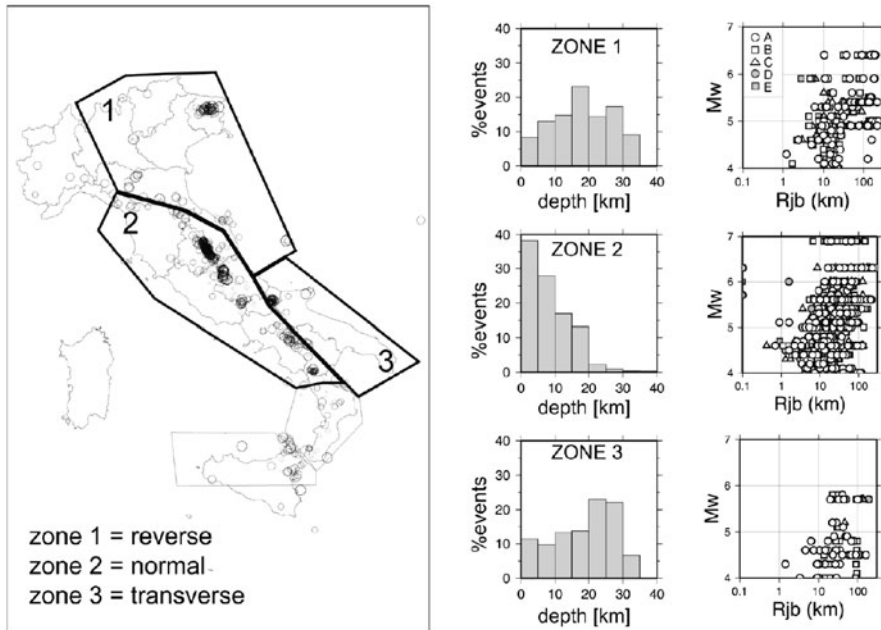 1
2
3
zone 1 = reverse
zone 2 = normal
zone 3 = transverse
ZONE 1
%events
40
30
20
10
0
0 10 20 30 40
depth [km]
Mw
7
6
5
4
A
B
C
D
E
0.1 1 10 100
Rjb (km)
ZONE 2
%events
40
30
20
10
0
0 10 20 30 40
depth [km]
Mw
7
6
5
4
0.1 1 10 100
Rjb (km)
ZONE 3
%events
40
30
20
10
0
0 10 20 30 40
depth [km]
Mw
7
6
5
4
0.1 1 10 100
Rjb (km)